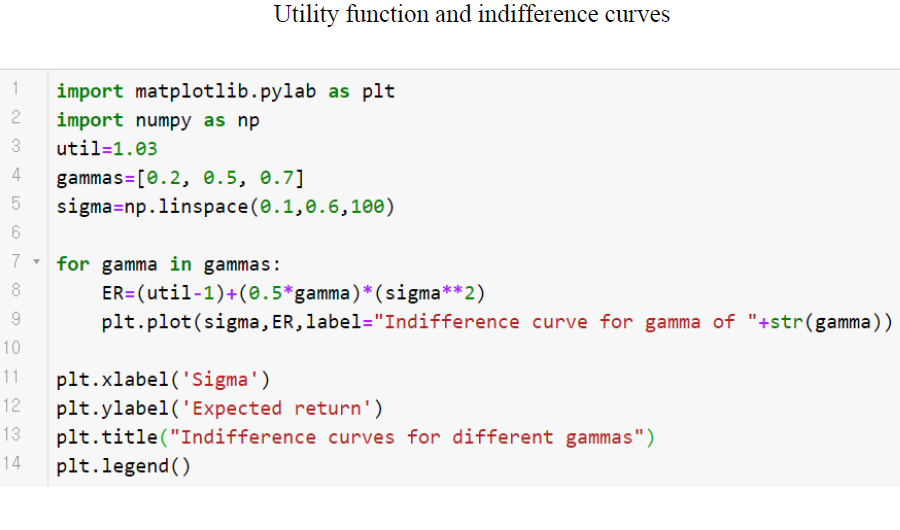 Utility function and indifference curves
1 import matplotlib.pylab as plt
2 import numpy as np
3 util=1.03
4 gammas=[0.2, 0.5, 0.7]
5 sigma=np.linspace(0.1,0.6,100)
6
7 for gamma in gammas:
8     ER=(util-1)+(0.5*gamma)*(sigma**2)
9     plt.plot(sigma,ER,label="Indifference curve for gamma of "+str(gamma))
10
11 plt.xlabel('Sigma')
12 plt.ylabel('Expected return')
13 plt.title("Indifference curves for different gammas")
14 plt.legend()